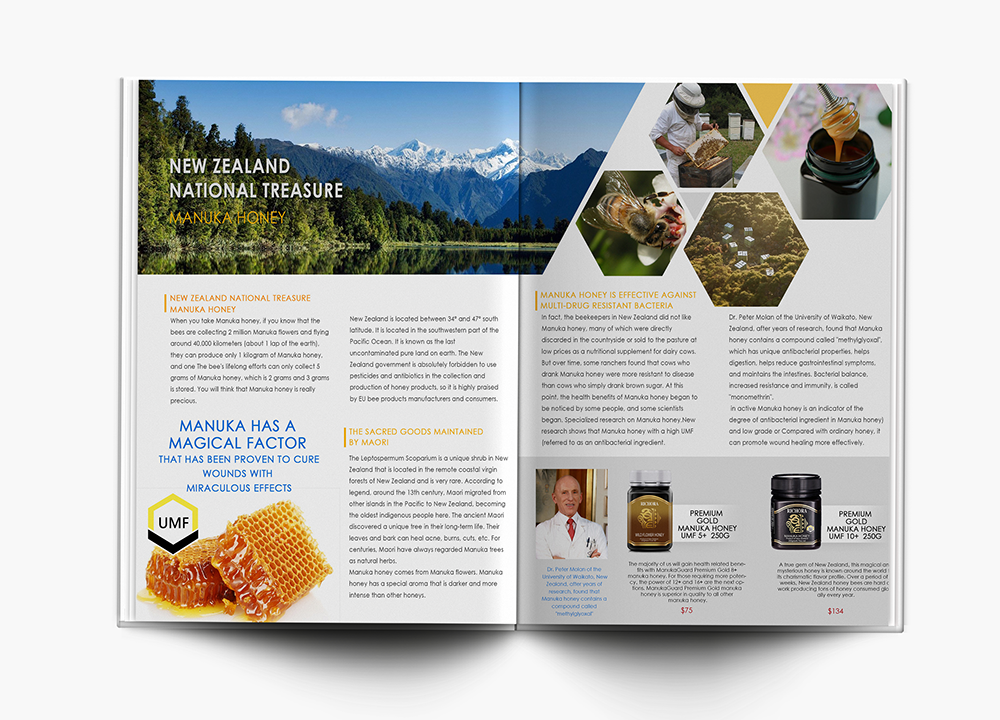 NEW ZEALAND
NATIONAL TREASURE
MANUKA HONEY
NEW ZEALAND NATIONAL TREASURE
MANUKA HONEY
When you take Manuka honey, if you know that the
bees are collecting 2 million Manuka flowers and flying
around 40,000 kilometers (about 1 lap of the earth),
they can produce only 1 kilogram of Manuka honey,
and one The bee's lifelong efforts can only collect 5
grams of Manuka honey, which is 2 grams and 3 grams
is stored. You will think that Manuka honey is really
precious.
MANUKA HAS A
MAGICAL FACTOR
THAT HAS BEEN PROVEN TO CURE
WOUNDS WITH
MIRACULOUS EFFECTS
UMF
New Zealand is located between 34° and 47° south
latitude. It is located in the southwestern part of the
Pacific Ocean. It is known as the last
uncontaminated pure land on earth. The New
Zealand government is absolutely forbidden to use
pesticides and antibiotics in the collection and
production of honey products, so it is highly praised
by EU bee products manufacturers and consumers.
THE SACRED GOODS MAINTAINED
BY MAORI
The Leptospermum Scoparium is a unique shrub in New
Zealand that is located in the remote coastal virgin
forests of New Zealand and is very rare. According to
legend, around the 13th century, Maori migrated from
other islands in the Pacific to New Zealand, becoming
the oldest indigenous people here. The ancient Maori
discovered a unique tree in their long-term life. Their
leaves and bark can heal acne, burns, cuts, etc. For
centuries, Maori have always regarded Manuka trees
as natural herbs.
Manuka honey comes from Manuka flowers. Manuka
honey has a special aroma that is darker and more
intense than other honeys.
MANUKA HONEY IS EFFECTIVE AGAINST
MULTI-DRUG RESISTANT BACTERIA
In fact, the beekeepers in New Zealand did not like
Manuka honey, many of which were directly
discarded in the countryside or sold to the pasture at
low prices as a nutritional supplement for dairy cows.
But over time, some ranchers found that cows who
drank Manuka honey were more resistant to disease
than cows who simply drank brown sugar. At this
point, the health benefits of Manuka honey began to
be noticed by some people, and some scientists
began. Specialized research on Manuka honey.New
research shows that Manuka honey with a high UMF
(referred to as an antibacterial ingredient.
Dr. Peter Molan of the University of Waikato, New
Zealand, after years of research, found that Manuka
honey contains a compound called "methylglyoxal",
which has unique antibacterial properties, helps
digestion, helps reduce gastrointestinal symptoms,
and maintains the intestines. Bacterial balance,
increased resistance and immunity, is called
"monomethrin".
in active Manuka honey is an indicator of the
degree of antibacterial ingredient in Manuka honey)
and low grade or Compared with ordinary honey, it
can promote wound healing more effectively.
Dr. Peter Molan of the
University of Waikato, New
Zealand, after years of
research, found that
Manuka honey contains a
compound called
"methylglyoxal"
RICHORA
WILD FLOWER HONEY
PREMIUM
GOLD
MANUKA HONEY
UMF 5+ 250G
The majority of us will gain health related bene-
fits with ManukaGuard Premium Gold 8+
manuka honey. For those requiring more poten-
cy, the power of 12+ and 16+ are the next op-
tions. ManukaGuard Premium Gold manuka
honey is superior in quality to all other
manuka honey.
$75
RICHORA
MANUKA HONEY
PREMIUM
GOLD
MANUKA HONEY
UMF 10+ 250G
A true gem of New Zealand, this magical an
mysterious honey is known around the world
its charismatic flavor profile. Over a period of
weeks, New Zealand honey bees are hard
work producing tons of honey consumed glo
ally every year.
$134